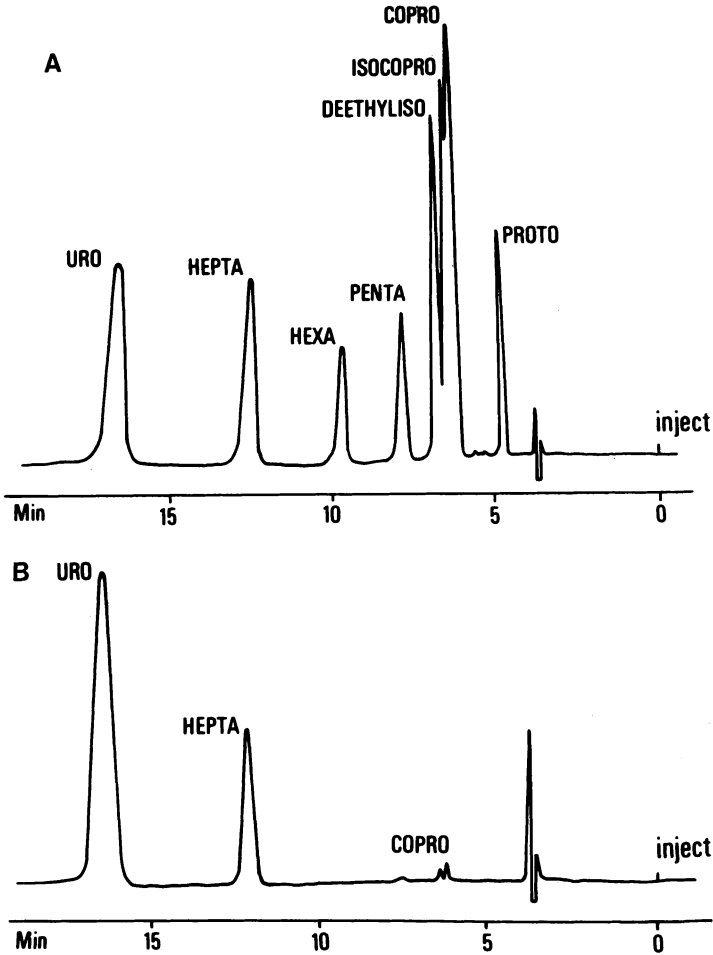 A
COPRO
ISOCOPRO
DEETHYLISO
URO
HEPTA
PROTO
PENTA
HEXA
inject
Min 15 10 5 0
B URO
HEPTA
COPRO
inject
Min 15 10 5 0